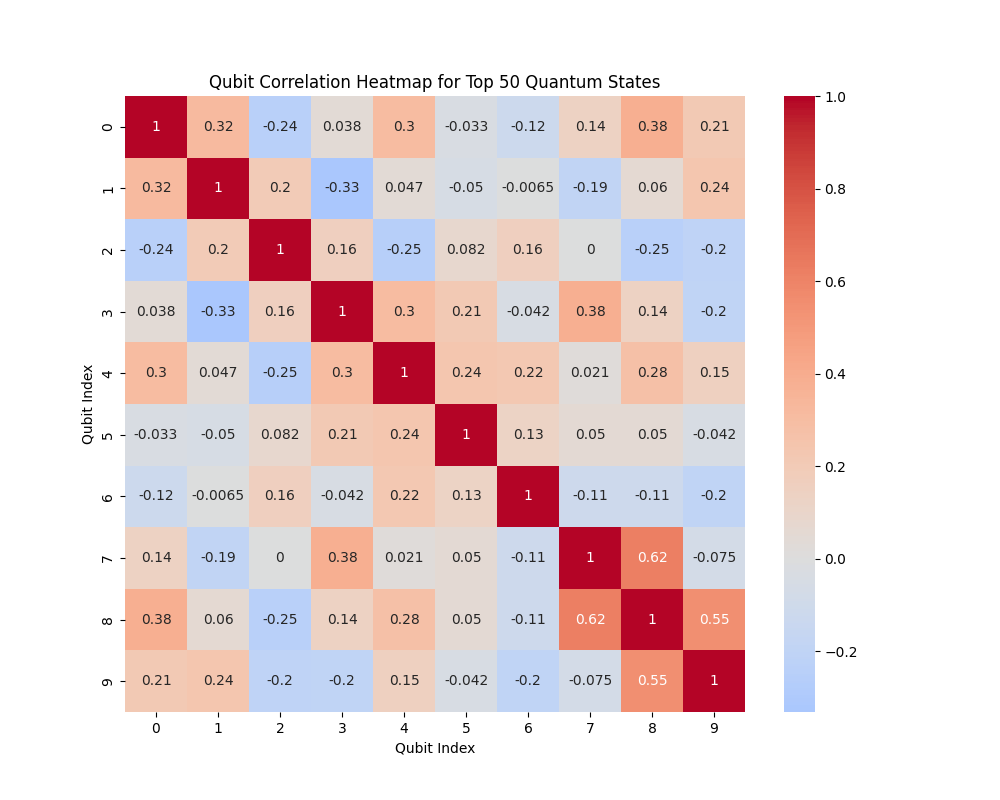 Qubit Correlation Heatmap for Top 50 Quantum States
0 1 0.32 -0.24 0.038 0.3 -0.033 -0.12 0.14 0.38 0.21
1 0.32 1 0.2 -0.33 0.047 -0.05 -0.0065 -0.19 0.06 0.24
2 -0.24 0.2 1 0.16 -0.25 0.082 0.16 0 -0.25 -0.2
3 0.038 -0.33 0.16 1 0.3 0.21 -0.042 0.38 0.14 -0.2
4 0.3 0.047 -0.25 0.3 1 0.24 0.22 0.021 0.28 0.15
5 -0.033 -0.05 0.082 0.21 0.24 1 0.13 0.05 0.05 -0.042
6 -0.12 -0.0065 0.16 -0.042 0.22 0.13 1 -0.11 -0.11 -0.2
7 0.14 -0.19 0 0.38 0.021 0.05 -0.11 1 0.62 -0.075
8 0.38 0.06 -0.25 0.14 0.28 0.05 -0.11 0.62 1 0.55
9 0.21 0.24 -0.2 -0.2 0.15 -0.042 -0.2 -0.075 0.55 1
0 1 2 3 4 5 6 7 8 9
Qubit Index
Qubit Index
1.0
0.8
0.6
0.4
0.2
0.0
−0.2